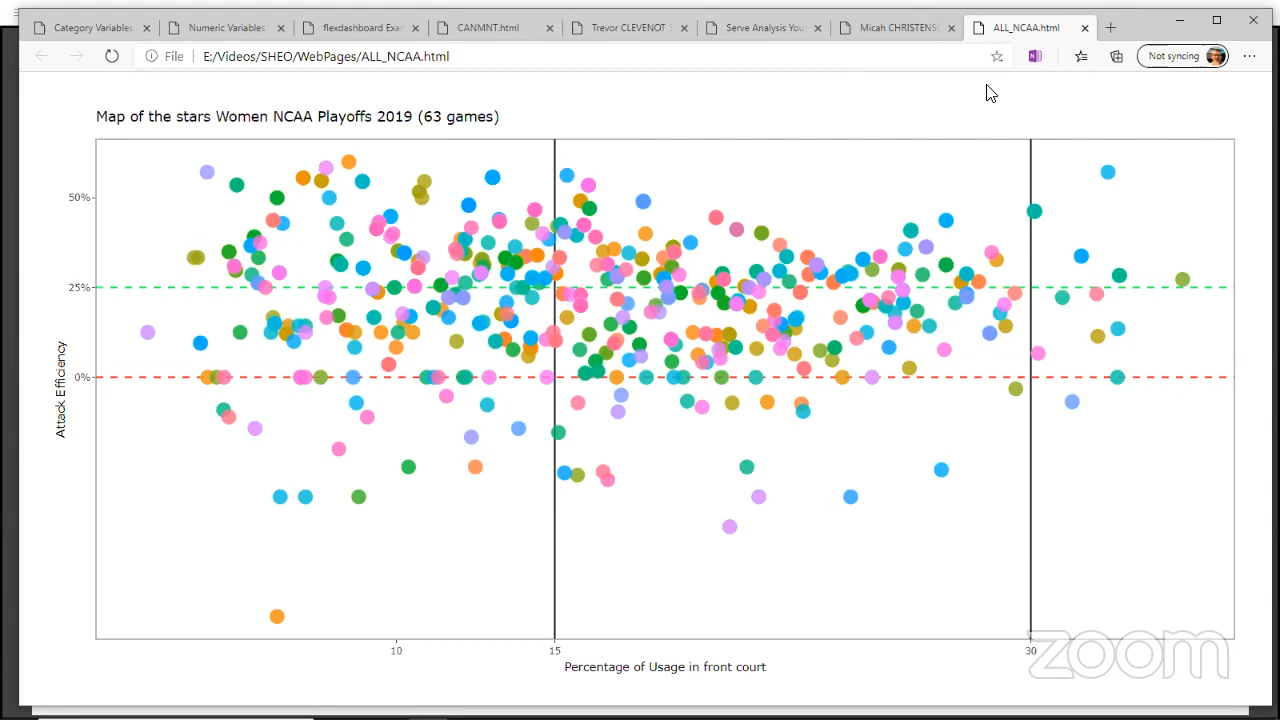 Category Variables
Numeric Variables
flexdashboard Exar
CANMNT.html
Trevor CLEVENOT S
Serve Analysis You
Micah CHRISTENS
ALL_NCAA.html
File
E:/Videos/SHEO/WebPages/ALL_NCAA.html
Not syncing
Map of the stars Women NCAA Playoffs 2019 (63 games)
50%
25%
0%
Attack Efficiency
10
15
30
Percentage of Usage in front court
zoom